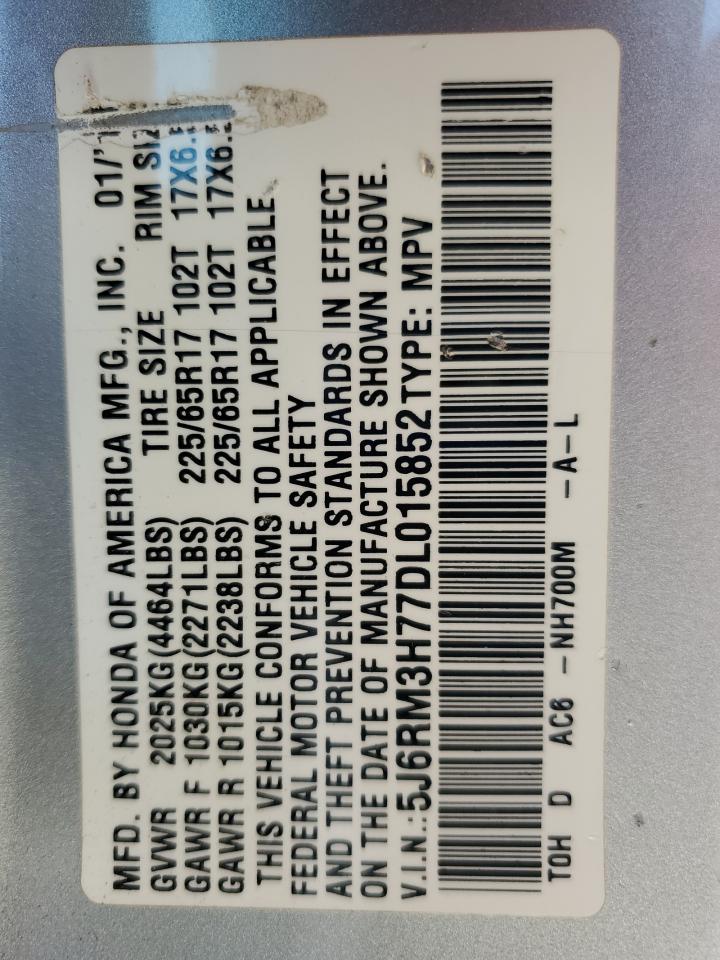 MFD. BY HONDA OF AMERICA MFG., INC. 01/'1
GVWR 2025KG(4464LBS) TIRE SIZE RIM SIZ
GAWR F 1030KG(2271LBS) 225/65R17 102T 17X6.5
GAWR R 1015KG(2238LBS) 225/65R17 102T 17X6.5
THIS VEHICLE CONFORMS TO ALL APPLICABLE
FEDERAL MOTOR VEHICLE SAFETY
AND THEFT PREVENTION STANDARDS IN EFFECT
ON THE DATE OF MANUFACTURE SHOWN ABOVE.
V.I.N.:5J6RM3H77DL015852TYPE: MPV
TOH D AC6 -NH700M -A-L